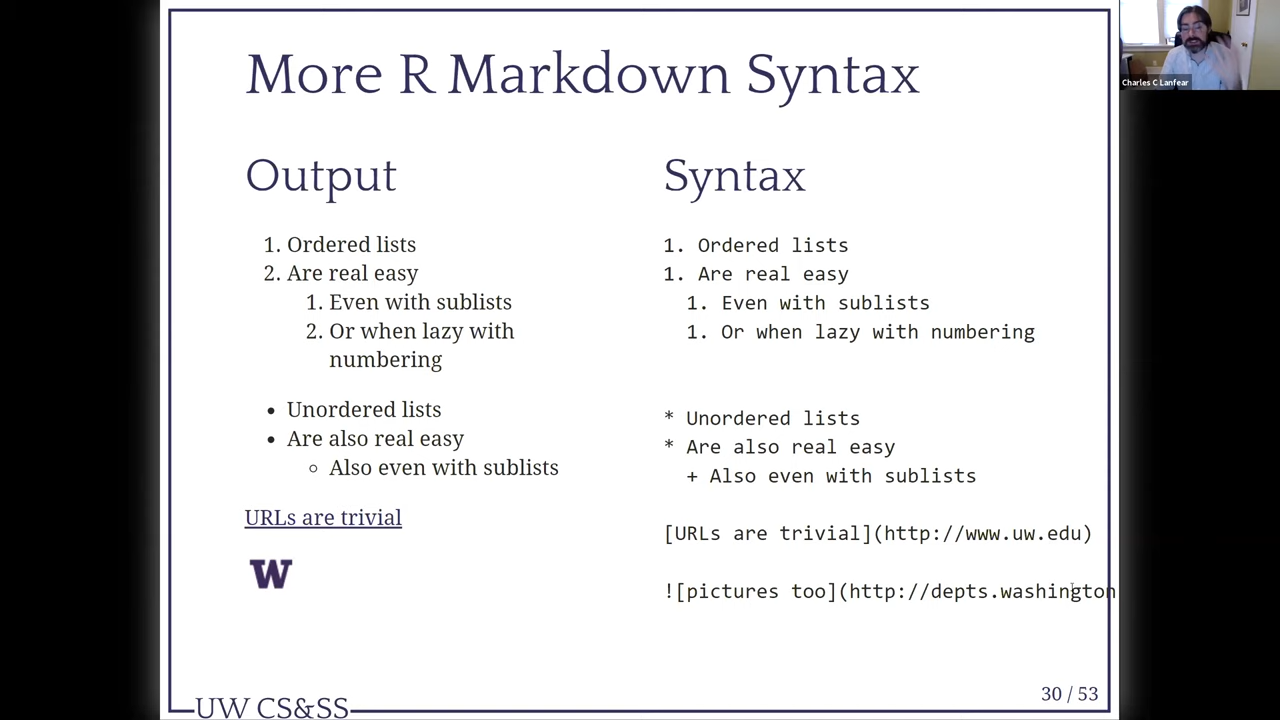 More R Markdown Syntax
Charles C Lanfear
Output
1. Ordered lists
2. Are real easy
1. Even with sublists
2. Or when lazy with
numbering
• Unordered lists
• Are also real easy
◦ Also even with sublists
URLs are trivial
W
Syntax
1. Ordered lists
1. Are real easy
1. Even with sublists
1. Or when lazy with numbering
* Unordered lists
* Are also real easy
+ Also even with sublists
[URLs are trivial](http://www.uw.edu)
![pictures too](http://depts.washington
UW CS&SS
30 / 53